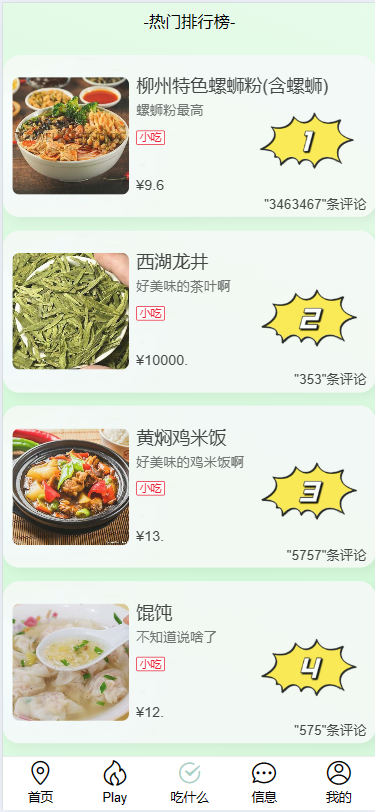 -热门排行榜-
柳州特色螺蛳粉(含螺蛳)
螺蛳粉最高
小吃
1
¥9.6
"3463467"条评论
西湖龙井
好美味的茶叶啊
小吃
2
¥10000.
"353"条评论
黄焖鸡米饭
好美味的鸡米饭啊
小吃
3
¥13.
"5757"条评论
馄饨
不知道说啥了
小吃
4
¥12.
"575"条评论
首页 Play 吃什么 信息 我的